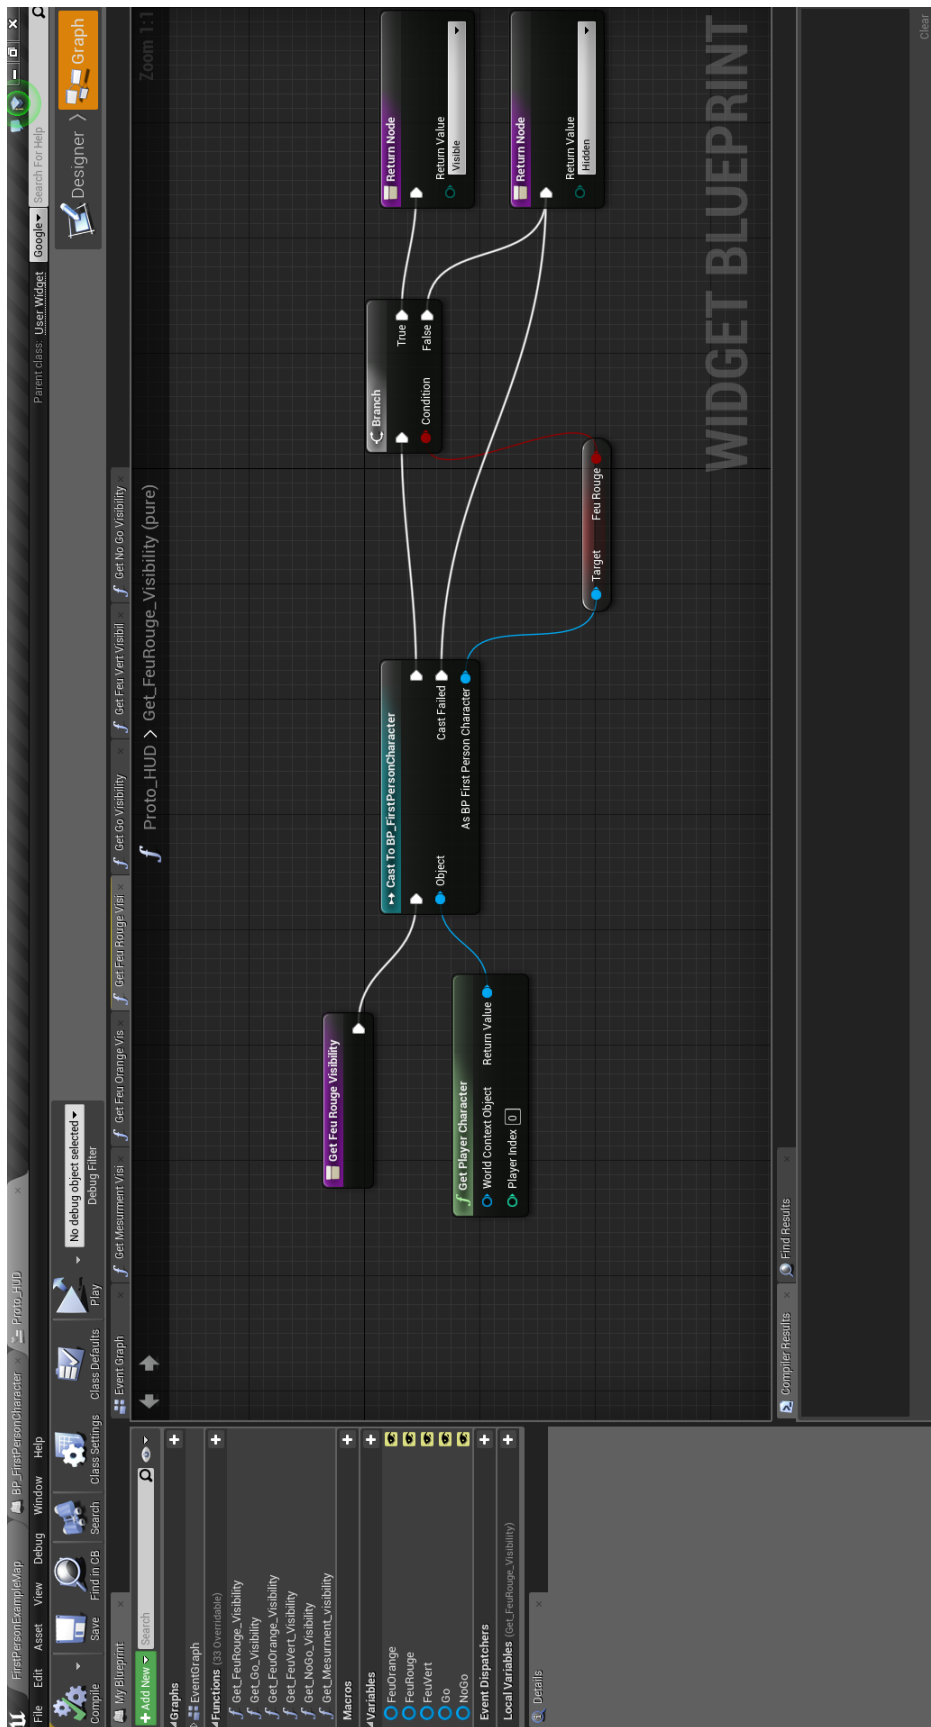 FirstPersonExampleMap
BP_FirstPersonCharacter
Proto_HUD
File Edit Asset View Debug Window Help
Parent class: User Widget
Google
Search For Help
Compile
Save
Find in CB
Search
Class Settings
Class Defaults
Play
No debug object selected
Debug Filter
Designer
Graph
My Blueprint
+ Add New
Search
Graphs
EventGraph
Functions (33 Overridable)
Get_FeuRouge_Visibility
Get_Go_Visibility
Get_FeuOrange_Visibility
Get_FeuVert_Visibility
Get_NoGo_Visibility
Get_Mesurment_visibility
Macros
Variables
FeuOrange
FeuRouge
FeuVert
Go
NoGo
Event Dispatchers
Local Variables (Get_FeuRouge_Visibility)
Details
Event Graph
Get Mesurment Visi
Get Feu Orange Vis
Get Feu Rouge Visi
Get Go Visibility
Get Feu Vert Visibil
Get No Go Visibility
Proto_HUD > Get_FeuRouge_Visibility (pure)
Zoom 1:1
Get Feu Rouge Visibility
Get Player Character
World Context Object
Return Value
Player Index 0
Cast To BP_FirstPersonCharacter
Object
Cast Failed
As BP First Person Character
Target
Feu Rouge
Branch
True
Condition
False
Return Node
Return Value
Visible
Return Node
Return Value
Hidden
WIDGET BLUEPRINT
Compiler Results
Find Results
Clear